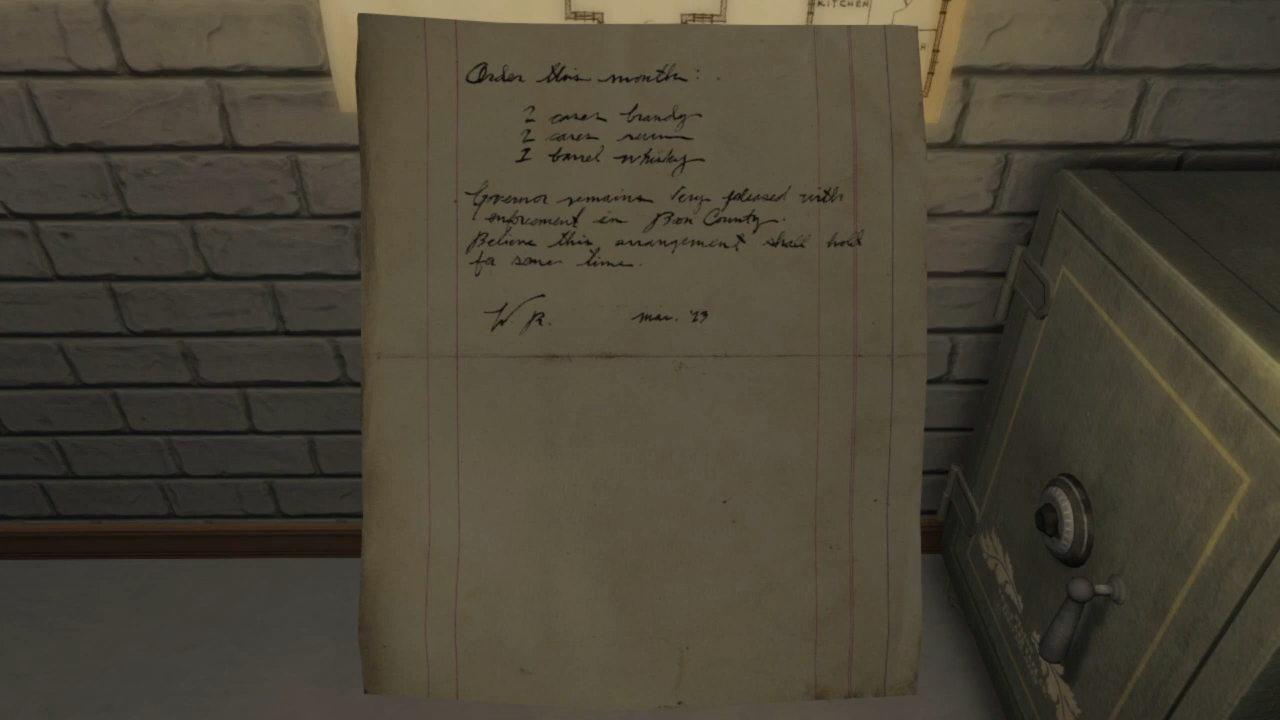 KITCHEN
Order this month:
2 cases brandy
2 cases rum
1 barrel whiskey
Governor remains very pleased with
enforcement in Bon County.
Believe this arrangement shall hold
for some time.
W R. mar. '23